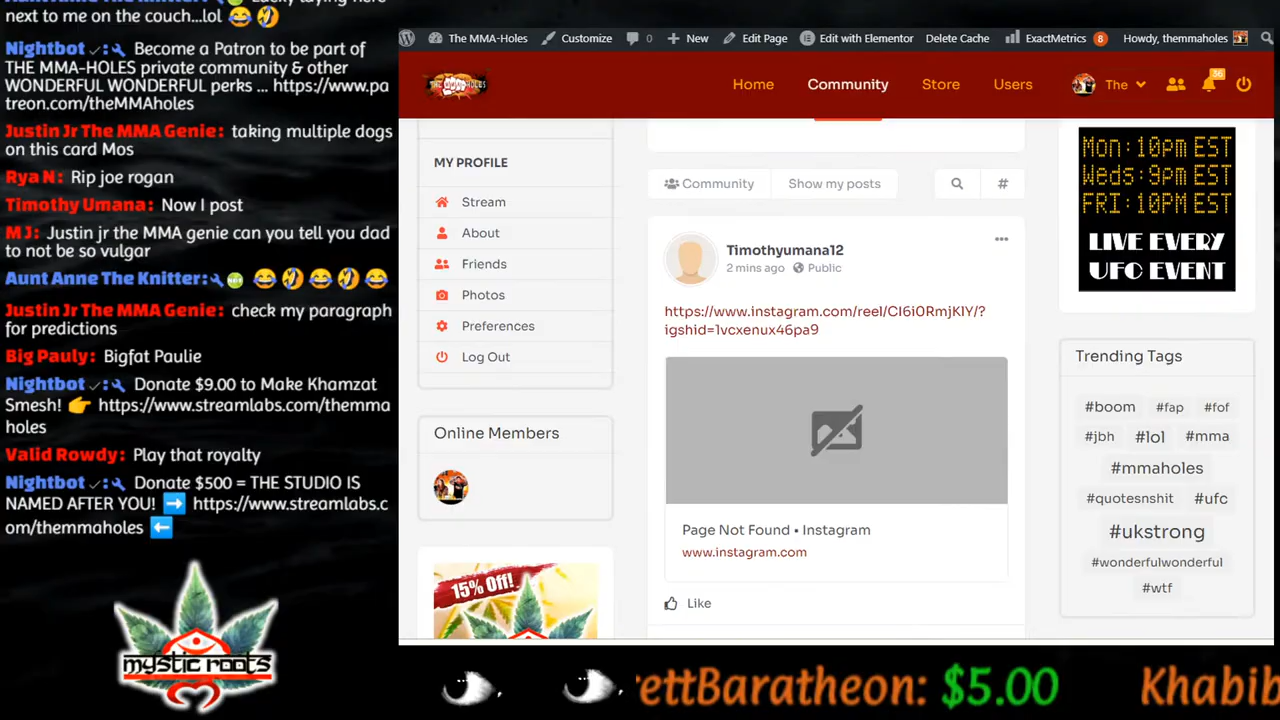 next to me on the couch...lol 😂 🤣
Nightbot ✓: Become a Patron to be part of
THE MMA-HOLES private community & other
WONDERFUL WONDERFUL perks ... https://www.pa
treon.com/theMMAholes
Justin Jr The MMA Genie: taking multiple dogs
on this card Mos
Rya N: Rip joe rogan
Timothy Umana: Now I post
M J: Justin jr the MMA genie can you tell you dad
to not be so vulgar
Aunt Anne The Knitter: 😂 🤣 😂 🤣 😂
Justin Jr The MMA Genie: check my paragraph
for predictions
Big Pauly: Bigfat Paulie
Nightbot ✓: Donate $9.00 to Make Khamzat
Smesh! 👉 https://www.streamlabs.com/themma
holes
Valid Rowdy: Play that royalty
Nightbot ✓: Donate $500 = THE STUDIO IS
NAMED AFTER YOU! ➡️ https://www.streamlabs.c
om/themmaholes ⬅️
mystic roots
The MMA-Holes Customize 0 New Edit Page Edit with Elementor Delete Cache ExactMetrics 8 Howdy, themmaholes
Home Community Store Users The 36
MY PROFILE
Stream
About
Friends
Photos
Preferences
Log Out
Online Members
15% Off!
Community Show my posts #
Timothyumana12
2 mins ago Public
https://www.instagram.com/reel/CI6i0RmjKlY/?
igshid=1vcxenux46pa9
Page Not Found • Instagram
www.instagram.com
Like
Mon:10pm EST
Weds:9pm EST
FRI:10PM EST
LIVE EVERY
UFC EVENT
Trending Tags
#boom #fap #fof
#jbh #lol #mma
#mmaholes
#quotesnshit #ufc
#ukstrong
#wonderfulwonderful
#wtf
ettBaratheon: $5.00 Khabib